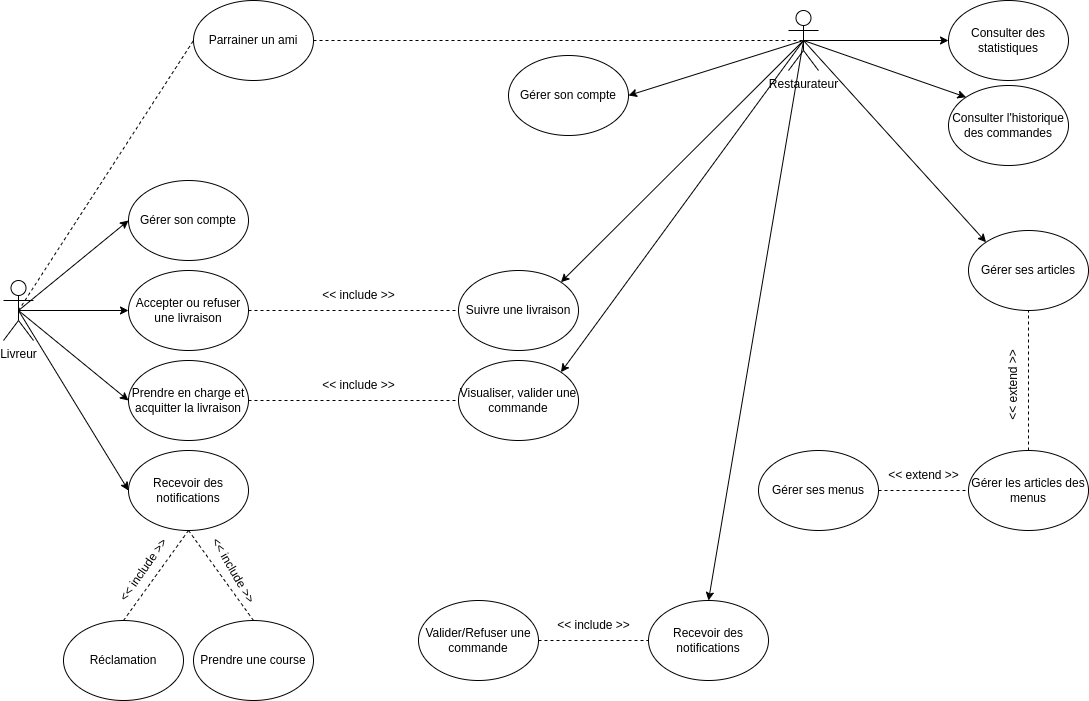 Parrainer un ami
Consulter des
statistiques
Restaurateur
Gérer son compte
Consulter l'historique
des commandes
Gérer son compte
Gérer ses articles
Accepter ou refuser
une livraison
<< include >>
Suivre une livraison
Livreur
Prendre en charge et
acquitter la livraison
<< include >>
Visualiser, valider une
commande
<< extend >>
Recevoir des
notifications
Gérer ses menus
<< extend >>
Gérer les articles des
menus
<< include >>
<< include >>
Réclamation
Prendre une course
Valider/Refuser une
commande
<< include >>
Recevoir des
notifications